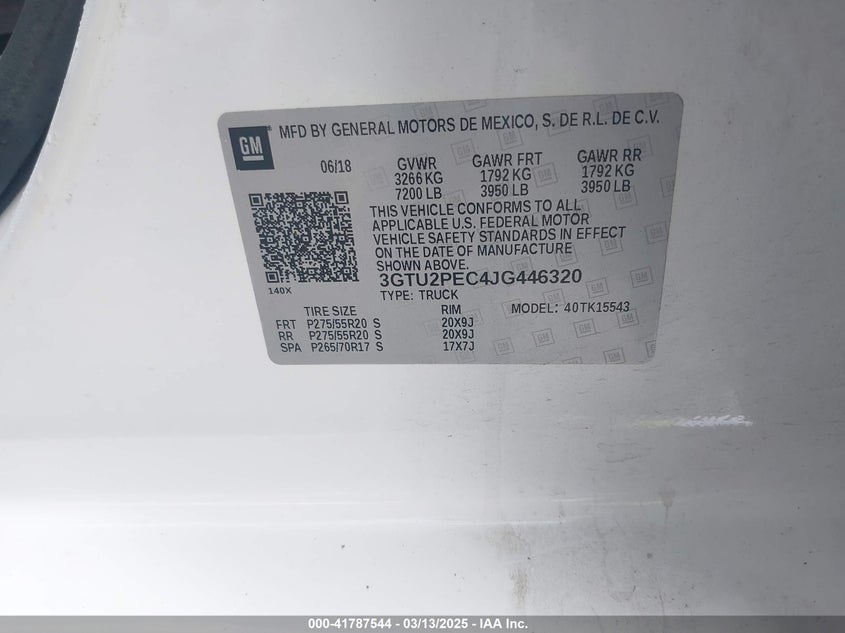 GM
MFD BY GENERAL MOTORS DE MEXICO, S. DE R.L. DE C.V.
06/18 GVWR GAWR FRT GAWR RR
3266 KG 1792 KG 1792 KG
7200 LB 3950 LB 3950 LB
THIS VEHICLE CONFORMS TO ALL
APPLICABLE U.S. FEDERAL MOTOR
VEHICLE SAFETY STANDARDS IN EFFECT
ON THE DATE OF MANUFACTURE
SHOWN ABOVE.
3GTU2PEC4JG446320
140X
TYPE: TRUCK MODEL: 40TK15543
TIRE SIZE RIM
FRT P275/55R20 S 20X9J
RR P275/55R20 S 20X9J
SPA P265/70R17 S 17X7J
000-41787544 - 03/13/2025 - IAA Inc.